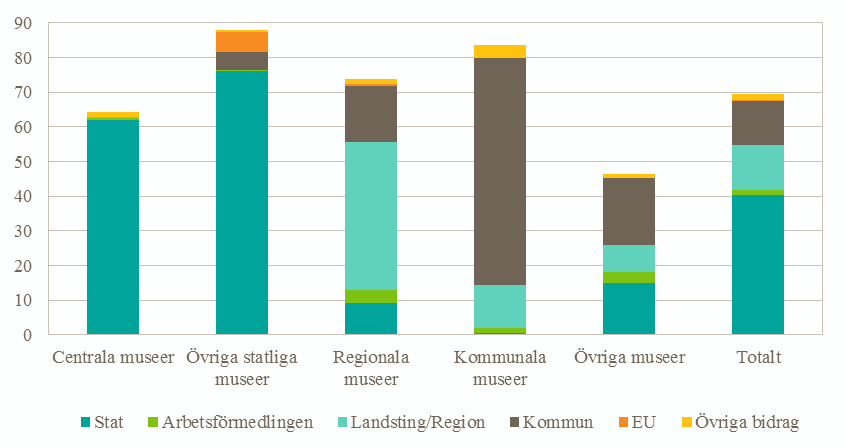 90
80
70
60
50
40
30
20
10
0
Centrala museer
Övriga statliga museer
Regionala museer
Kommunala museer
Övriga museer
Totalt
Stat
Arbetsförmedlingen
Landsting/Region
Kommun
EU
Övriga bidrag